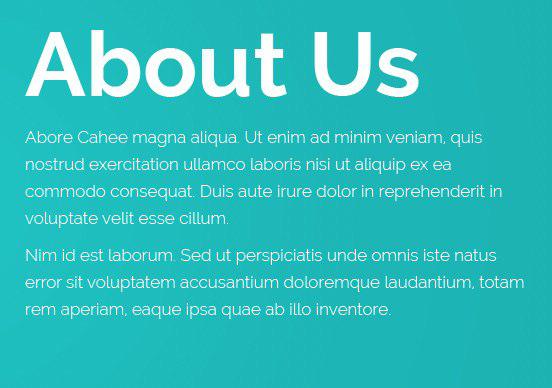 About Us
Abore Cahee magna aliqua. Ut enim ad minim veniam, quis
nostrud exercitation ullamco laboris nisi ut aliquip ex ea
commodo consequat. Duis aute irure dolor in reprehenderit in
voluptate velit esse cillum.
Nim id est laborum. Sed ut perspiciatis unde omnis iste natus
error sit voluptatem accusantium doloremque laudantium, totam
rem aperiam, eaque ipsa quae ab illo inventore.